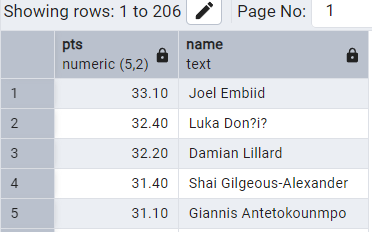 Showing rows: 1 to 206 Page No: 1
pts name
numeric (5,2) text
1 33.10 Joel Embiid
2 32.40 Luka Don?i?
3 32.20 Damian Lillard
4 31.40 Shai Gilgeous-Alexander
5 31.10 Giannis Antetokounmpo